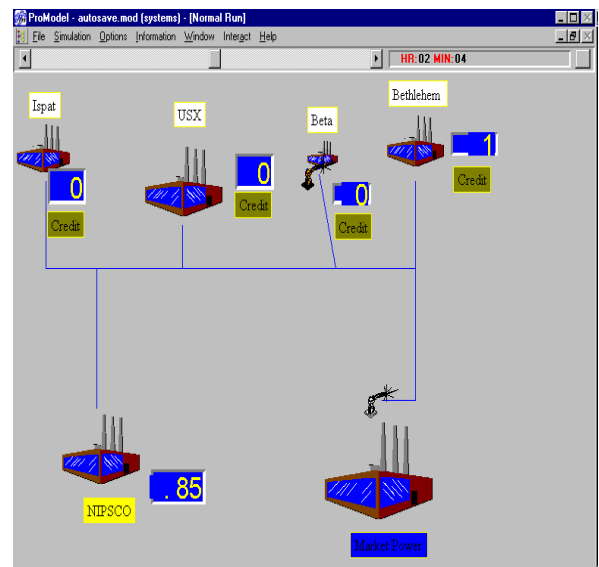 ProModel - autosave.mod (systems) - [Normal Run]
File Simulation Options Information Window Interact Help
HR:02 MIN:04
Ispat
USX
Beta
Bethlehem
0
0
0
1
Credit
Credit
Credit
Credit
NIPSCO
.85
Market Power